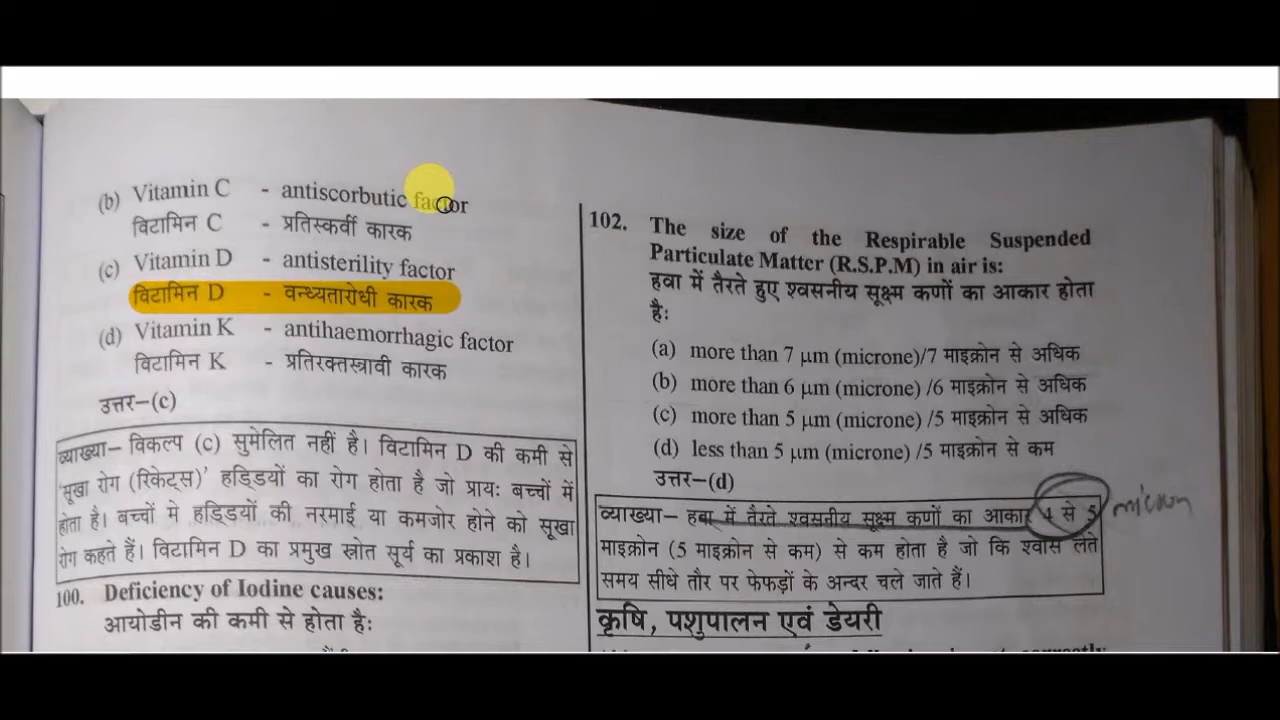 (b) Vitamin C - antiscorbutic factor
विटामिन C - प्रतिस्कर्वी कारक
(c) Vitamin D - antisterility factor
विटामिन D - वन्ध्यतारोधी कारक
(d) Vitamin K - antihaemorrhagic factor
विटामिन K - प्रतिरक्तस्त्रावी कारक
उत्तर–(c)
व्याख्या– विकल्प (c) सुमेलित नहीं है। विटामिन D की कमी से
'सूखा रोग (रिकेट्स)' हड्डियों का रोग होता है जो प्रायः बच्चों में
होता है। बच्चों मे हड्डियों की नरमाई या कमजोर होने को सूखा
रोग कहते हैं। विटामिन D का प्रमुख स्रोत सूर्य का प्रकाश है।
100. Deficiency of Iodine causes:
आयोडीन की कमी से होता है:
102. The size of the Respirable Suspended
Particulate Matter (R.S.P.M) in air is:
हवा में तैरते हुए श्वसनीय सूक्ष्म कणों का आकार होता
है:
(a) more than 7 μm (microne)/7 माइक्रोन से अधिक
(b) more than 6 μm (microne) /6 माइक्रोन से अधिक
(c) more than 5 μm (microne) /5 माइक्रोन से अधिक
(d) less than 5 μm (microne) /5 माइक्रोन से कम
उत्तर–(d)
व्याख्या– हवा में तैरते श्वसनीय सूक्ष्म कणों का आकार 4 से 5 micron
माइक्रोन (5 माइक्रोन से कम) से कम होता है जो कि श्वास लेते
समय सीधे तौर पर फेफड़ों के अन्दर चले जाते हैं।
कृषि, पशुपालन एवं डेयरी